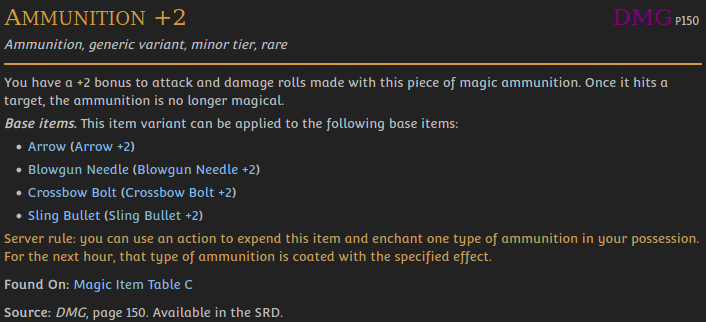 AMMUNITION +2 DMG P150
Ammunition, generic variant, minor tier, rare
You have a +2 bonus to attack and damage rolls made with this piece of magic ammunition. Once it hits a
target, the ammunition is no longer magical.
Base items. This item variant can be applied to the following base items:
• Arrow (Arrow +2)
• Blowgun Needle (Blowgun Needle +2)
• Crossbow Bolt (Crossbow Bolt +2)
• Sling Bullet (Sling Bullet +2)
Server rule: you can use an action to expend this item and enchant one type of ammunition in your possession.
For the next hour, that type of ammunition is coated with the specified effect.
Found On: Magic Item Table C
Source: DMG, page 150. Available in the SRD.